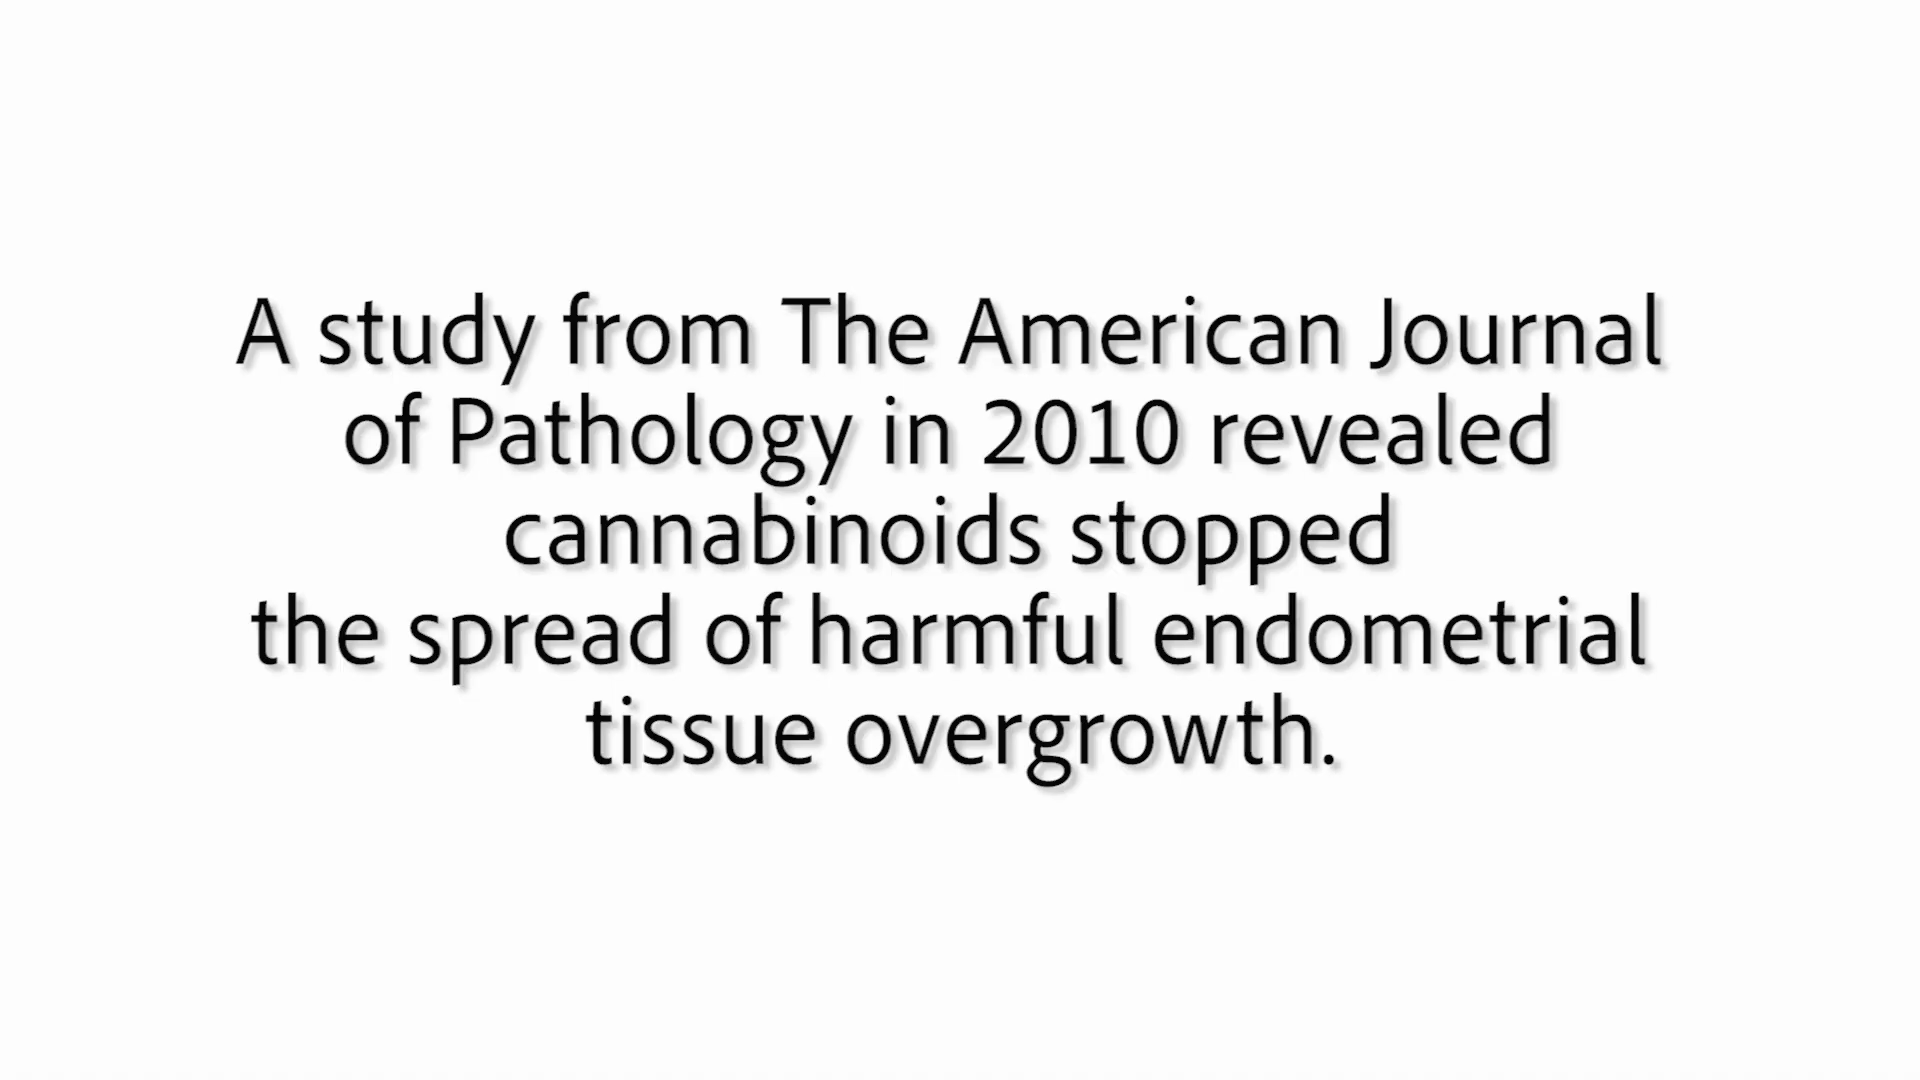 A study from The American Journal
of Pathology in 2010 revealed
cannabinoids stopped
the spread of harmful endometrial
tissue overgrowth.